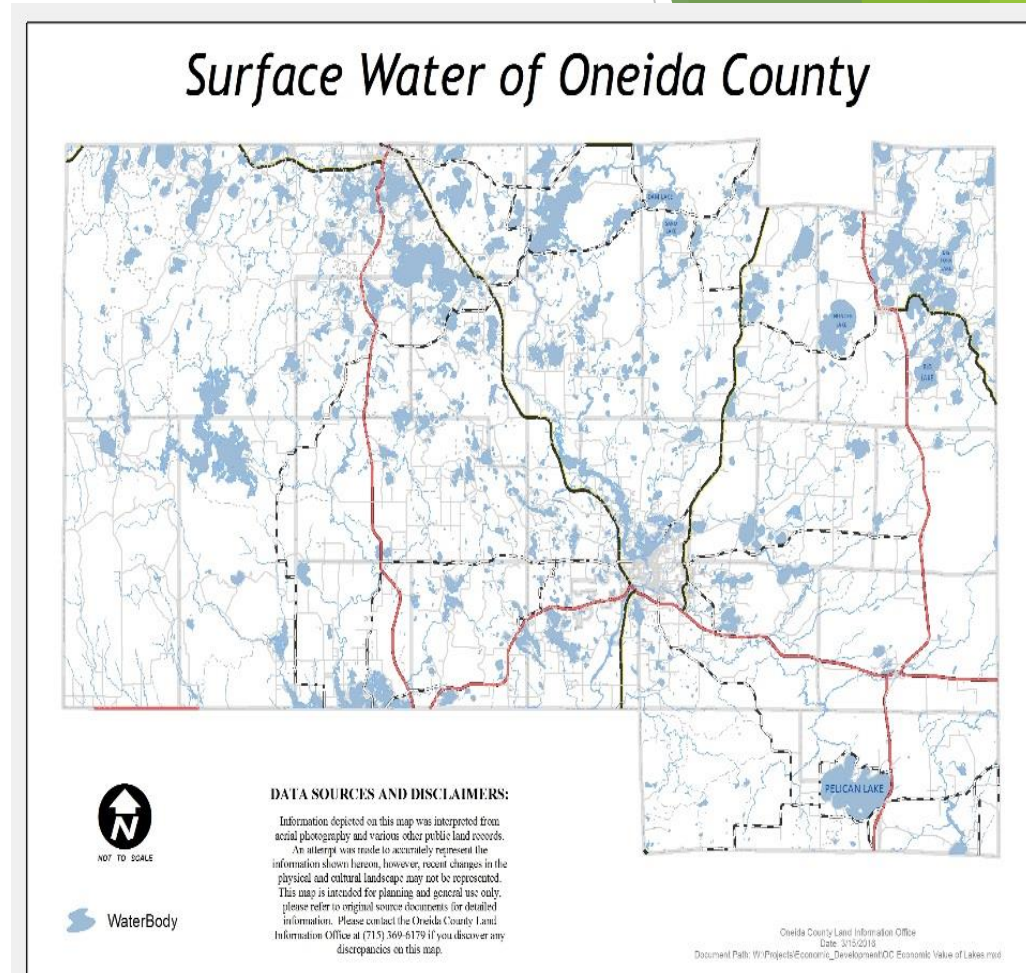 Surface Water of Oneida County
LAKE
LAKE
LAKE
LAKE
LAKE
PELICAN LAKE
N
NOT TO SCALE
WaterBody
DATA SOURCES AND DISCLAIMERS:
Information depicted on this map was interpreted from
aerial photography and various other public land records.
An attempt was made to accurately represent the
information shown hereon, however, recent changes in the
physical and cultural landscape may not be represented.
This map is intended for planning and general use only,
please refer to original source documents for detailed
information. Please contact the Oneida County Land
Information Office at (715) 369-6179 if you discover any
discrepancies on this map.
Oneida County Land Information Office
Date: 3/15/2018
Document Path: W:\Projects\Economic_Development\OC Economic Value of Lakes.mxd